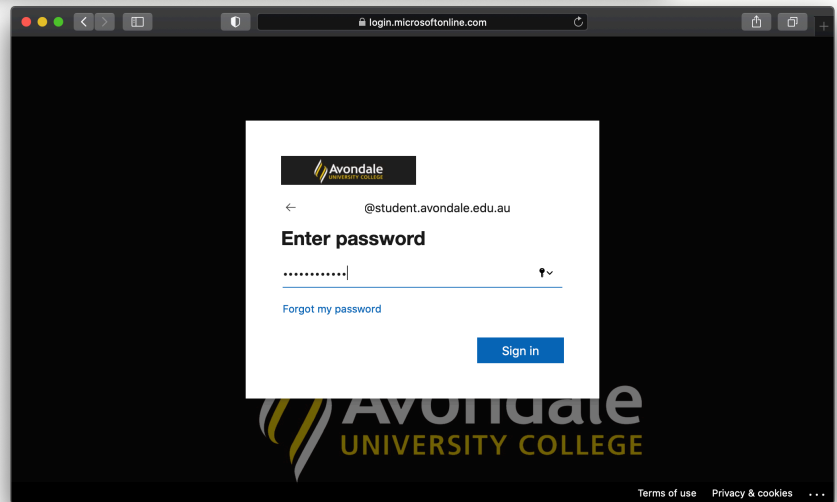 login.microsoftonline.com
Avondale
UNIVERSITY COLLEGE
@student.avondale.edu.au
Enter password
••••••••••••
Forgot my password
Sign in
Avondale
UNIVERSITY COLLEGE
Terms of use Privacy & cookies ...